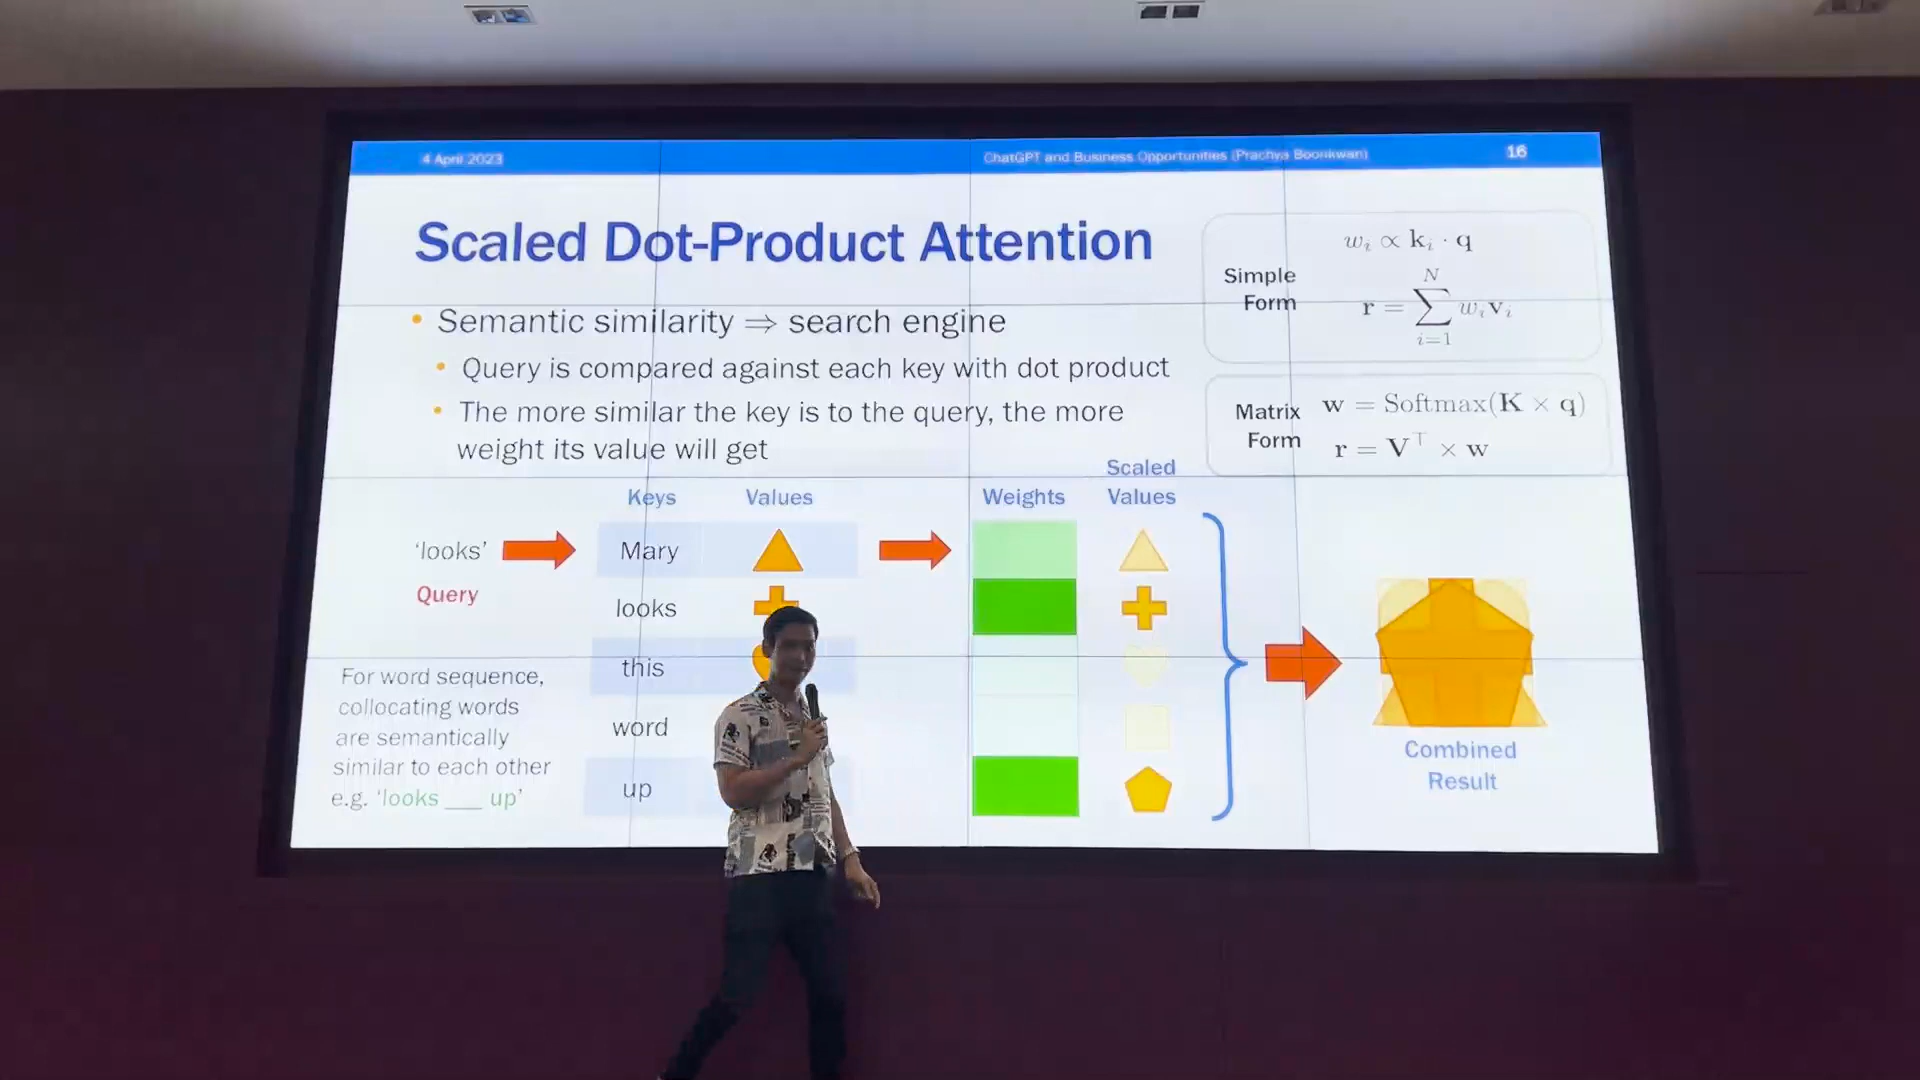 4 April 2023
ChatGPT and Business Opportunities (Prachya Boonkwan)
16
Scaled Dot-Product Attention
• Semantic similarity ⇒ search engine
• Query is compared against each key with dot product
• The more similar the key is to the query, the more
weight its value will get
Simple
Form
wᵢ ∝ kᵢ · q
r = ∑ᵢ₌₁ᴺ wᵢvᵢ
Matrix
Form
w = Softmax(K × q)
r = V⊤ × w
Keys
Values
Weights
Scaled
Values
'looks'
Query
Mary
looks
this
word
up
For word sequence,
collocating words
are semantically
similar to each other
e.g. 'looks ___ up'
Combined
Result